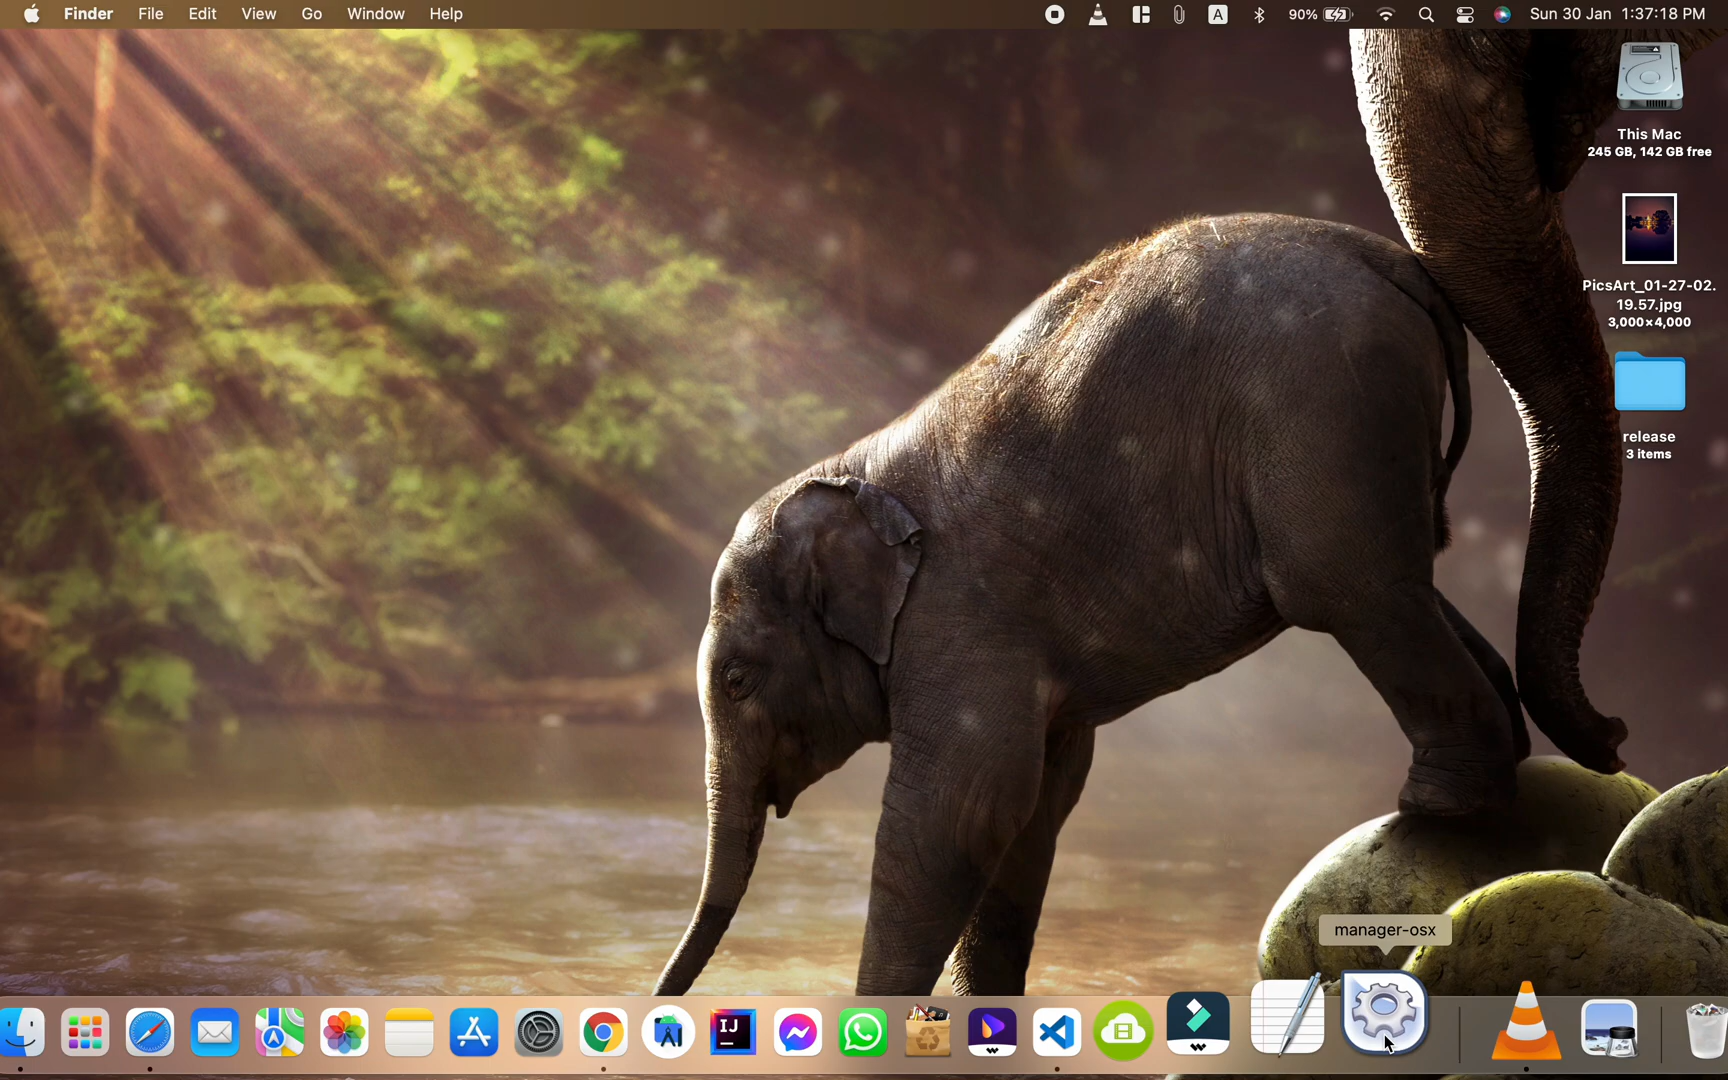 Finder File Edit View Go Window Help
A 90% Sun 30 Jan 1:37:18 PM
This Mac
245 GB, 142 GB free
PicsArt_01-27-02.
19.57.jpg
3,000×4,000
release
3 items
manager-osx
IJ